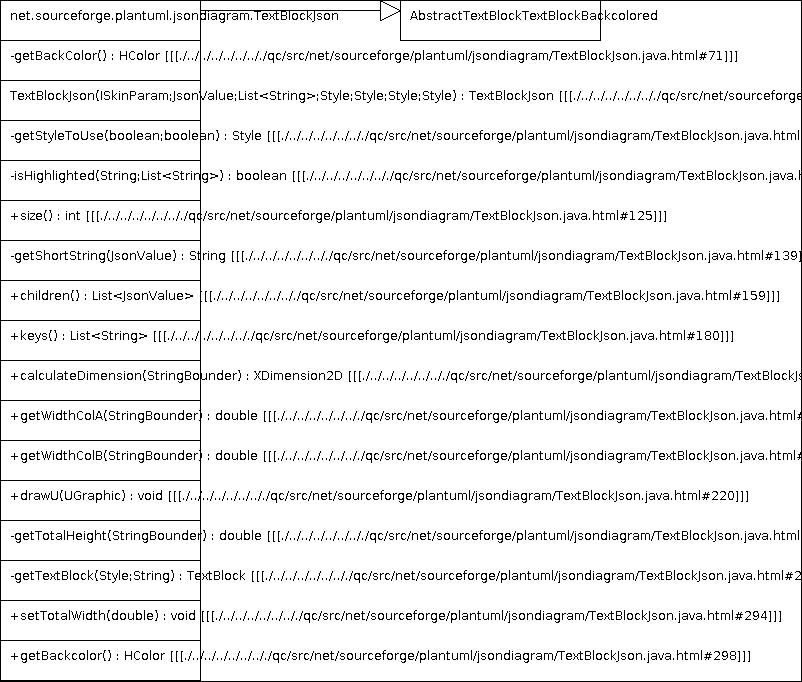 net.sourceforge.plantuml.jsondiagram.TextBlockJson
AbstractTextBlockTextBlockBackcolored
-getBackColor() : HColor [[[./../../../../../../qc/src/net/sourceforge/plantuml/jsondiagram/TextBlockJson.java.html#71]]]
TextBlockJson(ISkinParam;JsonValue;List<String>;Style;Style;Style;Style) : TextBlockJson [[[./../../../../../../qc/src/net/sourceforge
-getStyleToUse(boolean;boolean) : Style [[[./../../../../../../qc/src/net/sourceforge/plantuml/jsondiagram/TextBlockJson.java.html
-isHighlighted(String;List<String>) : boolean [[[./../../../../../../qc/src/net/sourceforge/plantuml/jsondiagram/TextBlockJson.java.h
+size() : int [[[./../../../../../../qc/src/net/sourceforge/plantuml/jsondiagram/TextBlockJson.java.html#125]]]
-getShortString(JsonValue) : String [[[./../../../../../../qc/src/net/sourceforge/plantuml/jsondiagram/TextBlockJson.java.html#139]
+children() : List<JsonValue> [[[./../../../../../../qc/src/net/sourceforge/plantuml/jsondiagram/TextBlockJson.java.html#159]]]
+keys() : List<String> [[[./../../../../../../qc/src/net/sourceforge/plantuml/jsondiagram/TextBlockJson.java.html#180]]]
+calculateDimension(StringBounder) : XDimension2D [[[./../../../../../../qc/src/net/sourceforge/plantuml/jsondiagram/TextBlockJs
+getWidthColA(StringBounder) : double [[[./../../../../../../qc/src/net/sourceforge/plantuml/jsondiagram/TextBlockJson.java.html#
+getWidthColB(StringBounder) : double [[[./../../../../../../qc/src/net/sourceforge/plantuml/jsondiagram/TextBlockJson.java.html#
+drawU(UGraphic) : void [[[./../../../../../../qc/src/net/sourceforge/plantuml/jsondiagram/TextBlockJson.java.html#220]]]
-getTotalHeight(StringBounder) : double [[[./../../../../../../qc/src/net/sourceforge/plantuml/jsondiagram/TextBlockJson.java.html
-getTextBlock(Style;String) : TextBlock [[[./../../../../../../qc/src/net/sourceforge/plantuml/jsondiagram/TextBlockJson.java.html#2
+setTotalWidth(double) : void [[[./../../../../../../qc/src/net/sourceforge/plantuml/jsondiagram/TextBlockJson.java.html#294]]]
+getBackcolor() : HColor [[[./../../../../../../qc/src/net/sourceforge/plantuml/jsondiagram/TextBlockJson.java.html#298]]]